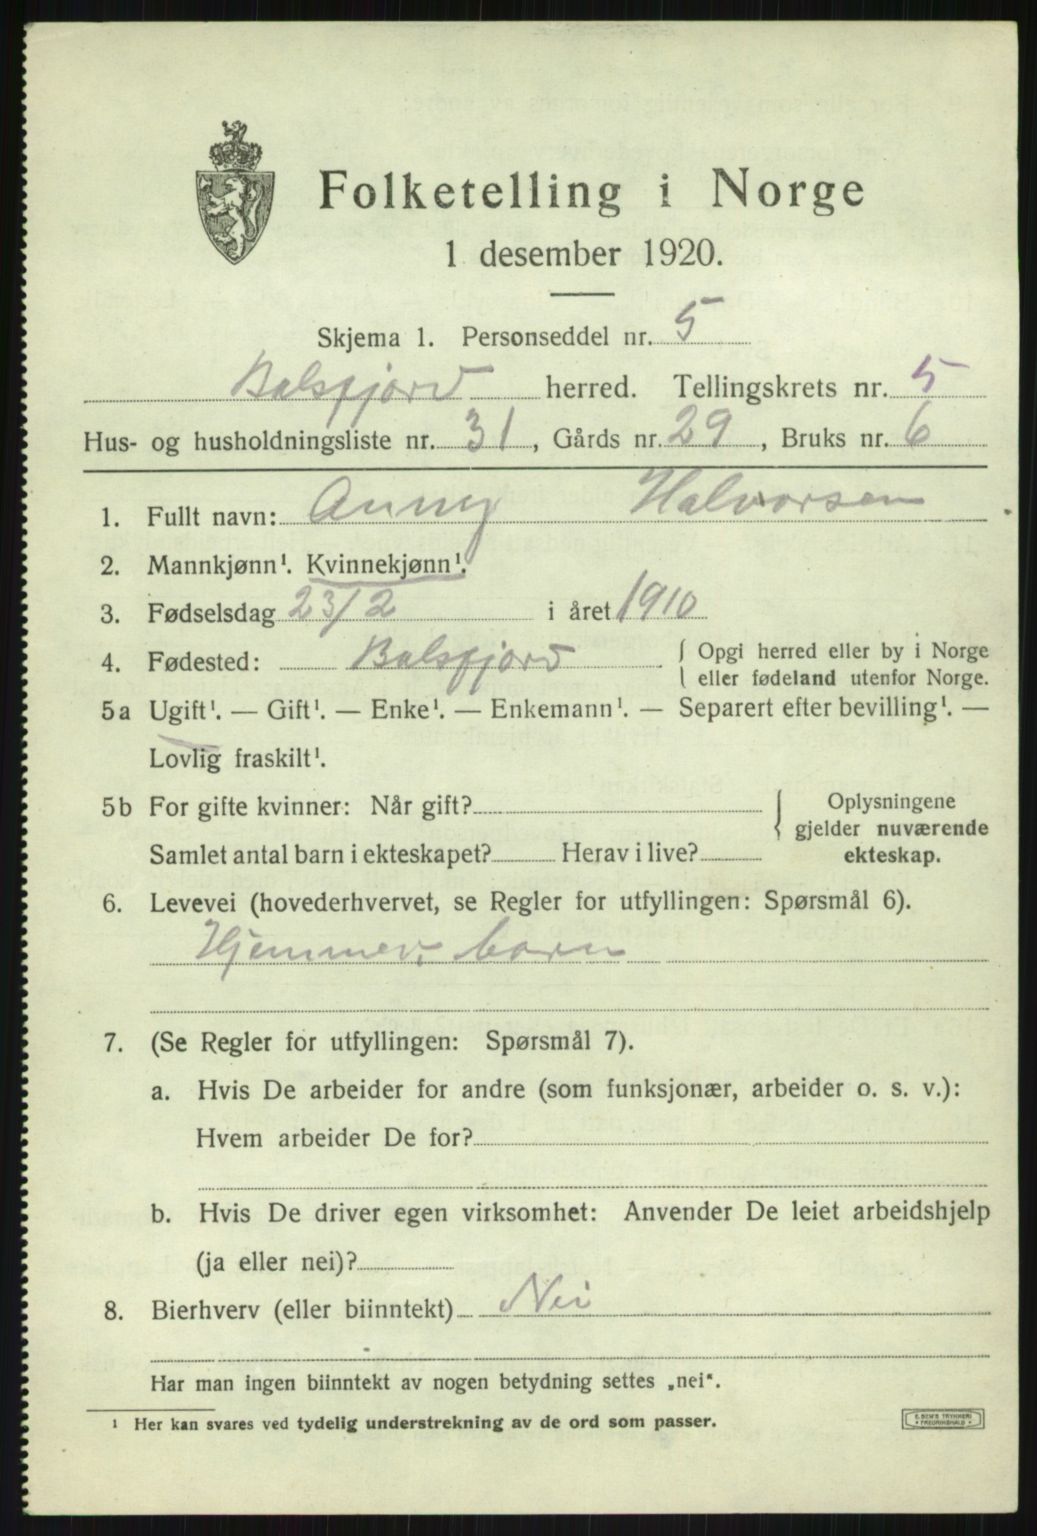 Folketelling i Norge
1 desember 1920.
Skjema 1. Personseddel nr. 5
Balsfjord herred. Tellingskrets nr. 5
Hus- og husholdningsliste nr. 31, Gårds nr. 29, Bruks nr. 6
1. Fullt navn: Anny Halvorsen
2. Mannkjønn¹. Kvinnekjønn¹.
3. Fødselsdag 23/2 i året 1910
4. Fødested: Balsfjord { Opgi herred eller by i Norge
eller fødeland utenfor Norge.
5a Ugift¹. — Gift¹. — Enke¹. — Enkemann¹. — Separert efter bevilling¹. —
Lovlig fraskilt¹.
5b For gifte kvinner: Når gift? { Oplysningene
gjelder nuværende
Samlet antal barn i ekteskapet? Herav i live? ekteskap.
6. Levevei (hovederhvervet, se Regler for utfyllingen: Spørsmål 6).
Hjemmev. barn
7. (Se Regler for utfyllingen: Spørsmål 7).
a. Hvis De arbeider for andre (som funksjonær, arbeider o. s. v.):
Hvem arbeider De for?
b. Hvis De driver egen virksomhet: Anvender De leiet arbeidshjelp
(ja eller nei)?
8. Bierhverv (eller biinntekt) Nei
Har man ingen biinntekt av nogen betydning settes „nei“.
¹ Her kan svares ved tydelig understrekning av de ord som passer.
E. SEM'S TRYKKERI
FREDRIKSHALD